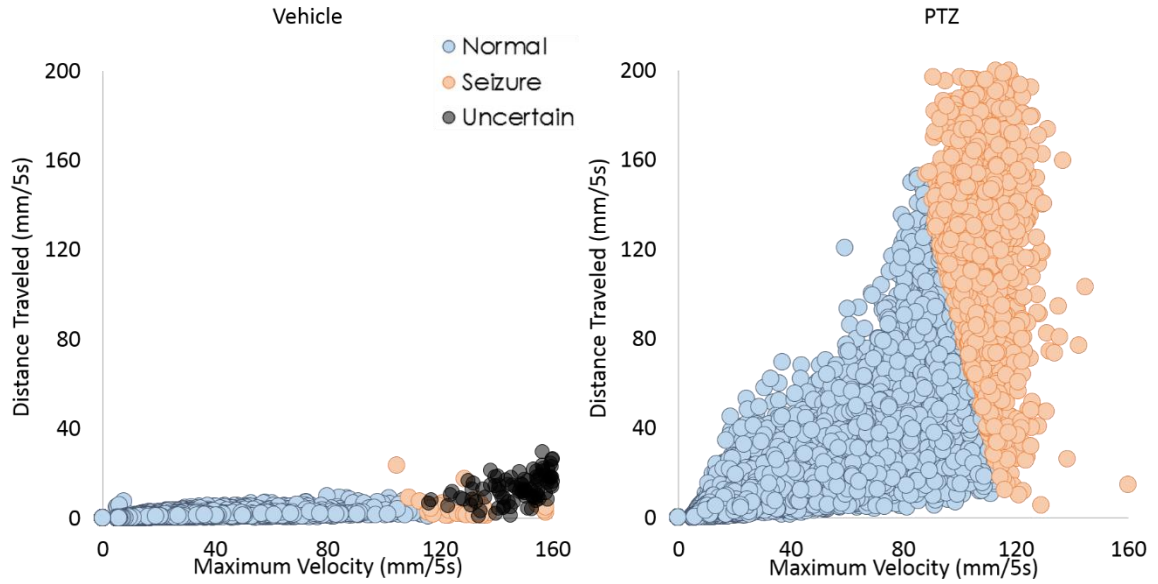 Vehicle
Normal
Seizure
Uncertain
Distance Traveled (mm/5s)
200
160
120
80
40
0
0 40 80 120 160
Maximum Velocity (mm/5s)
PTZ
Distance Traveled (mm/5s)
200
160
120
80
40
0
0 40 80 120 160
Maximum Velocity (mm/5s)